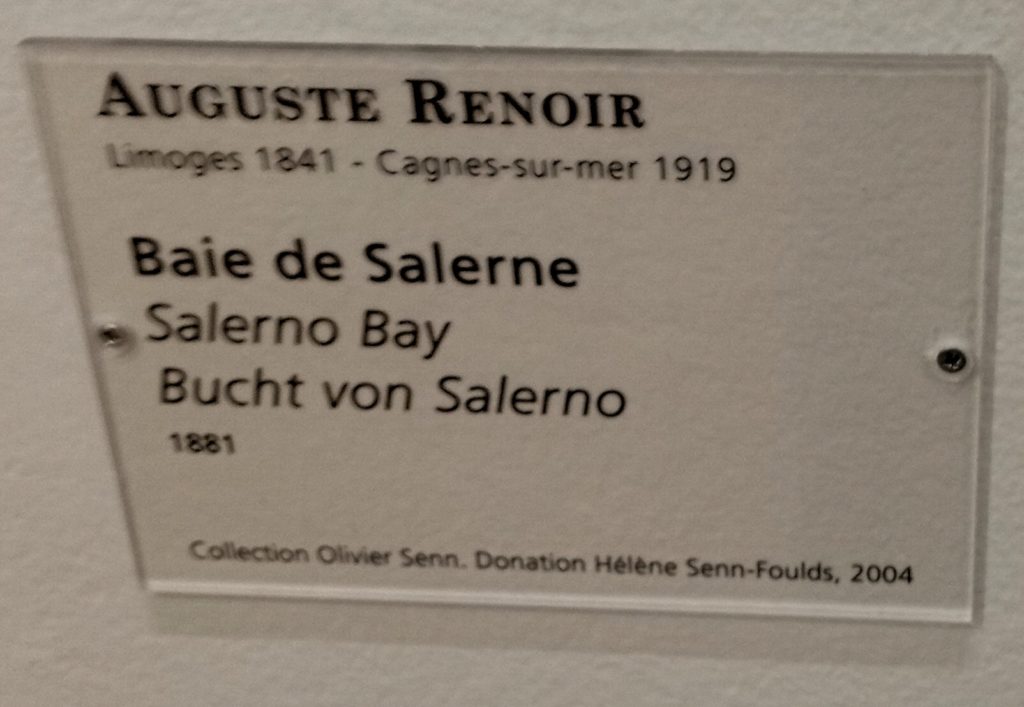 AUGUSTE RENOIR
Limoges 1841 - Cagnes-sur-mer 1919
Baie de Salerne
Salerno Bay
Bucht von Salerno
1881
Collection Olivier Senn. Donation Hélène Senn-Foulds, 2004